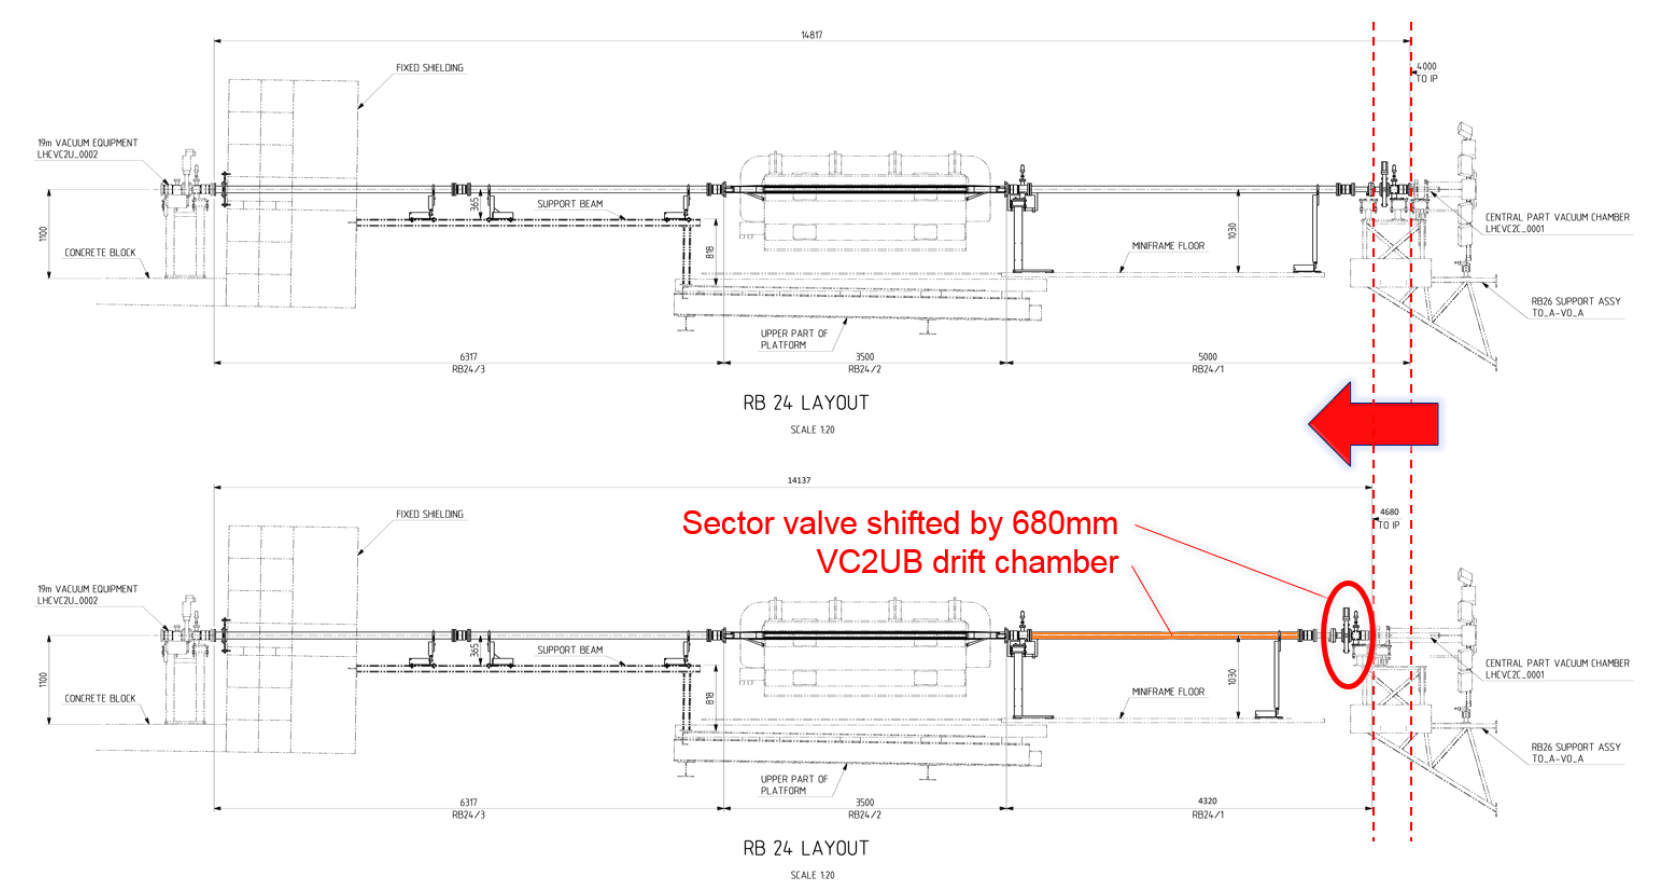 14817
FIXED SHIELDING
4000
TO IP
19m VACUUM EQUIPMENT
LHCVC2U_0002
365
SUPPORT BEAM
1100
CONCRETE BLOCK
818
MINIFRAME FLOOR
1030
CENTRAL PART VACUUM CHAMBER
LHCVC2C_0001
RB26 SUPPORT ASSY
TO_A-VO_A
UPPER PART OF
PLATFORM
6317
RB24/3
3500
RB24/2
5000
RB24/1
RB 24 LAYOUT
SCALE 1:20
14137
FIXED SHIELDING
Sector valve shifted by 680mm
VC2UB drift chamber
4680
TO IP
19m VACUUM EQUIPMENT
LHCVC2U_0002
365
SUPPORT BEAM
1100
CONCRETE BLOCK
818
MINIFRAME FLOOR
1030
CENTRAL PART VACUUM CHAMBER
LHCVC2C_0001
RB26 SUPPORT ASSY
TO_A-VO_A
UPPER PART OF
PLATFORM
6317
RB24/3
3500
RB24/2
4320
RB24/1
RB 24 LAYOUT
SCALE 1:20